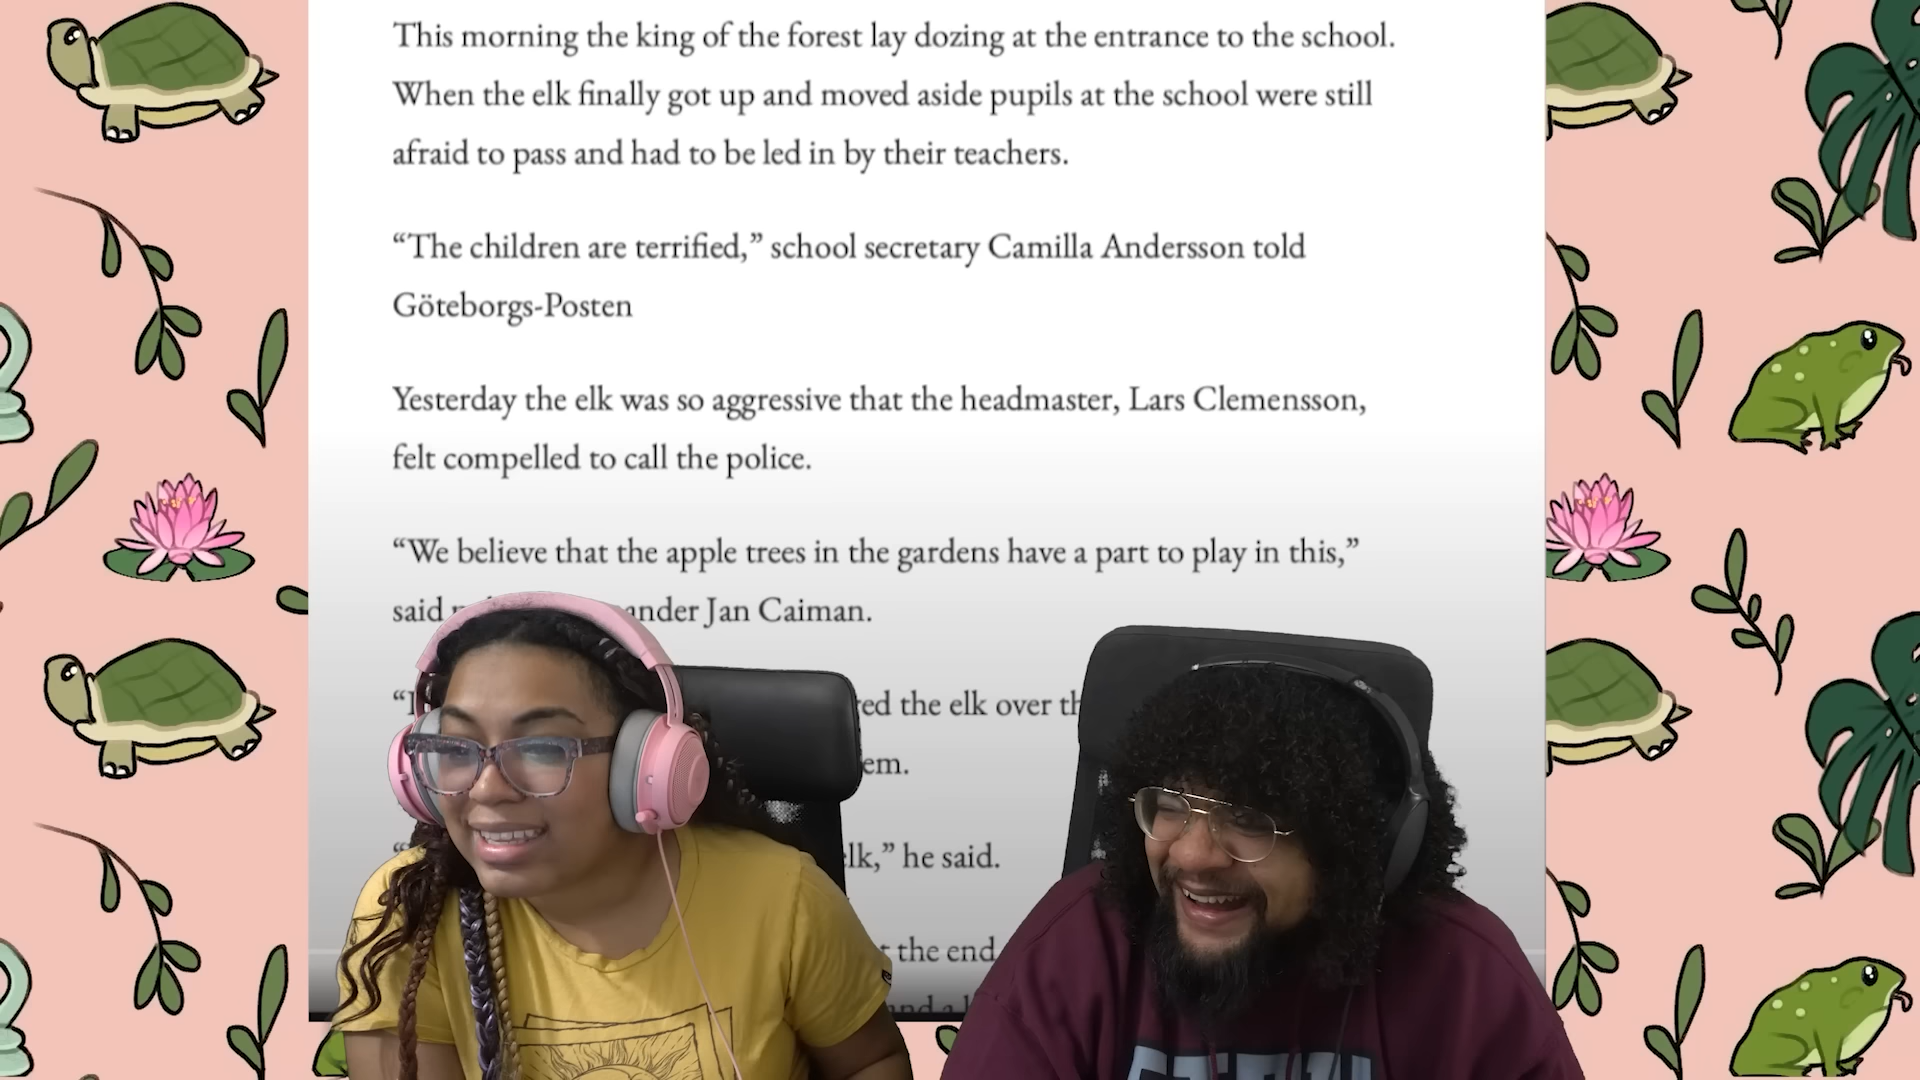 This morning the king of the forest lay dozing at the entrance to the school.
When the elk finally got up and moved aside pupils at the school were still
afraid to pass and had to be led in by their teachers.
“The children are terrified,” school secretary Camilla Andersson told
Göteborgs-Posten
Yesterday the elk was so aggressive that the headmaster, Lars Clemensson,
felt compelled to call the police.
“We believe that the apple trees in the gardens have a part to play in this,”
said Jan Caiman.
the elk over
he said.
the end